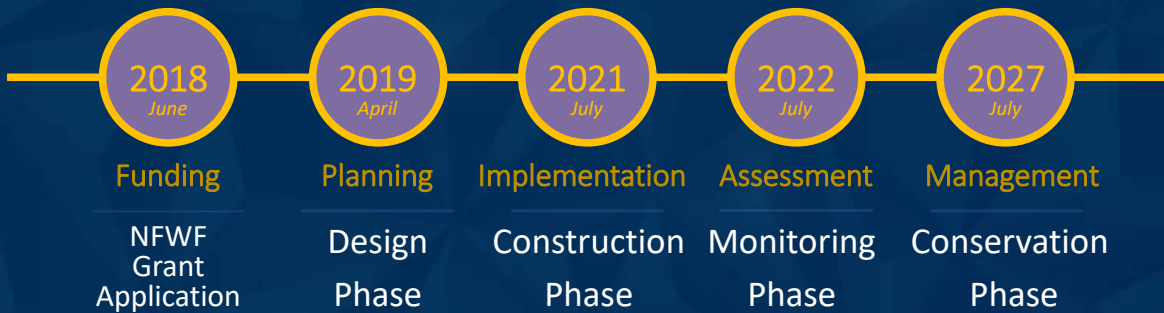 2018
June
Funding
NFWF
Grant
Application
2019
April
Planning
Design
Phase
2021
July
Implementation
Construction
Phase
2022
July
Assessment
Monitoring
Phase
2027
July
Management
Conservation
Phase